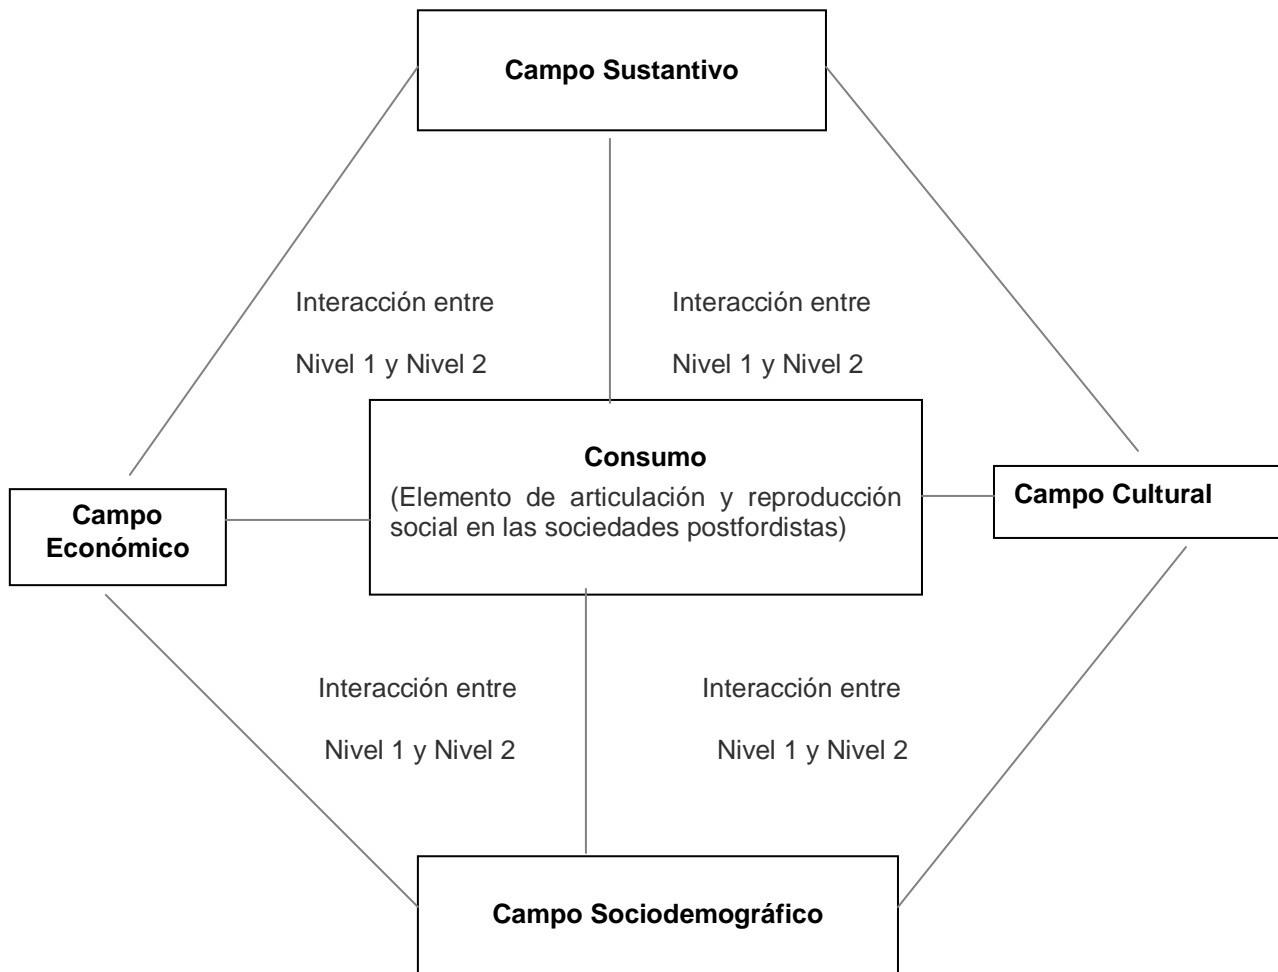 Campo Sustantivo
Interacción entre
Nivel 1 y Nivel 2
Interacción entre
Nivel 1 y Nivel 2
Consumo
(Elemento de articulación y reproducción
social en las sociedades postfordistas)
Campo
Económico
Campo Cultural
Interacción entre
Nivel 1 y Nivel 2
Interacción entre
Nivel 1 y Nivel 2
Campo Sociodemográfico